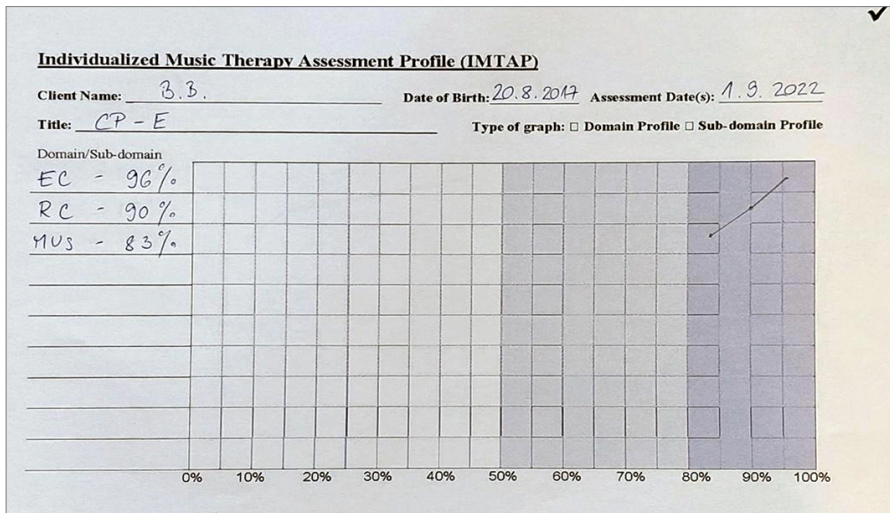 ✔
Individualized Music Therapy Assessment Profile (IMTAP)
Client Name: B.B. Date of Birth: 20.8.2017 Assessment Date(s): 1.9.2022
Title: CP - E Type of graph: □ Domain Profile □ Sub-domain Profile
Domain/Sub-domain
EC - 96%
RC - 90%
MUS - 83%
0% 10% 20% 30% 40% 50% 60% 70% 80% 90% 100%